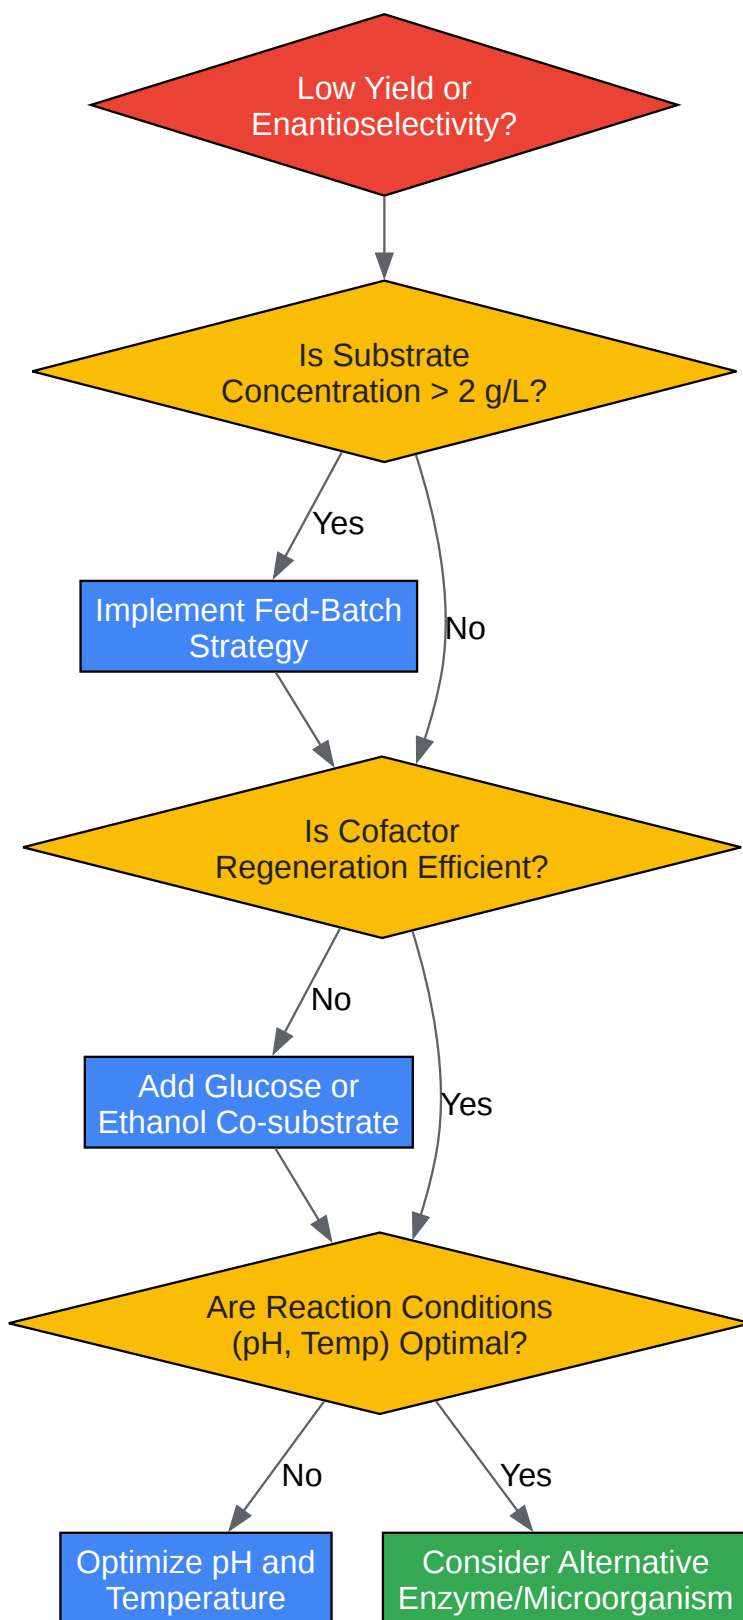 Low Yield or
Enantioselectivity?
Is Substrate
Concentration > 2 g/L?
Yes
Implement Fed-Batch
Strategy
No
Is Cofactor
Regeneration Efficient?
No
Add Glucose or
Ethanol Co-substrate
Yes
Are Reaction Conditions
(pH, Temp) Optimal?
No
Yes
Optimize pH and
Temperature
Consider Alternative
Enzyme/Microorganism